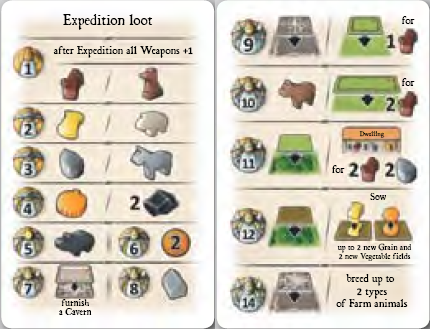 Expedition loot
after Expedition all Weapons +1
1
2
3
4
2
5
6
2
7
8
furnish
a Cavern
9
for
1
10
for
2
11
Dwelling
for 2 2
12
Sow
up to 2 new Grain and
2 new Vegetable fields
14
breed up to
2 types
of Farm animals